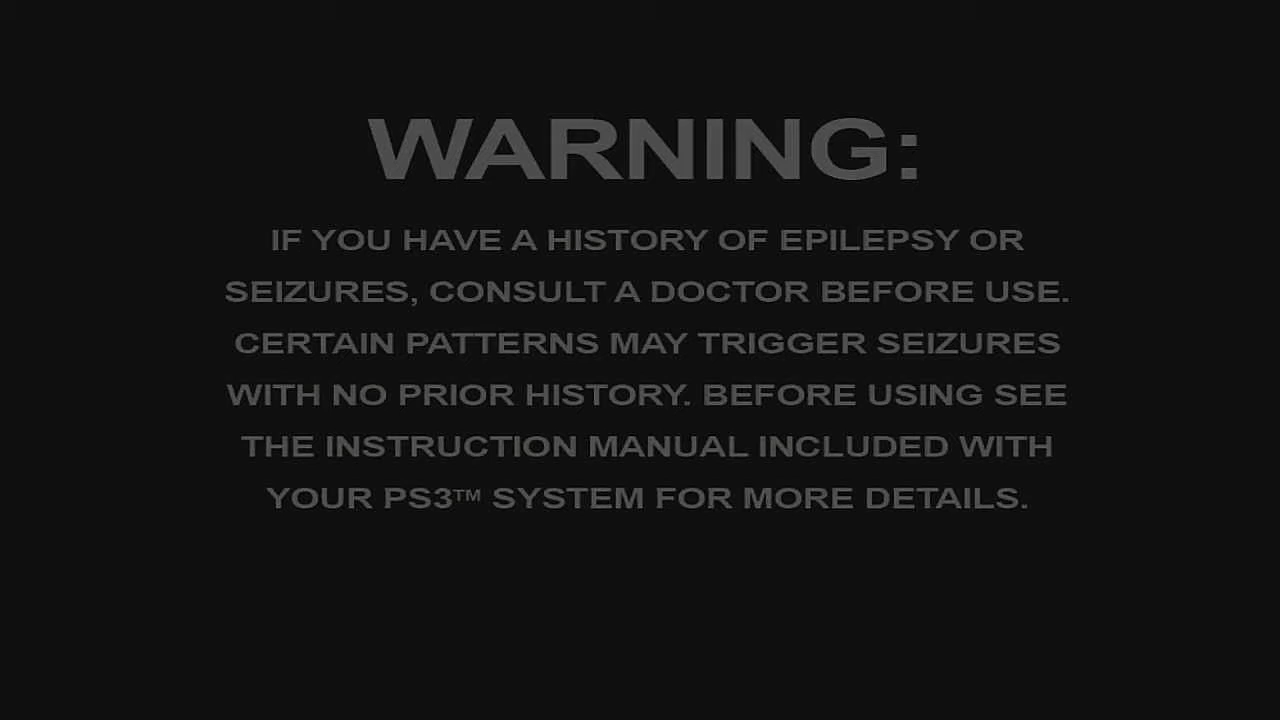 WARNING:
IF YOU HAVE A HISTORY OF EPILEPSY OR
SEIZURES, CONSULT A DOCTOR BEFORE USE.
CERTAIN PATTERNS MAY TRIGGER SEIZURES
WITH NO PRIOR HISTORY. BEFORE USING SEE
THE INSTRUCTION MANUAL INCLUDED WITH
YOUR PS3™ SYSTEM FOR MORE DETAILS.